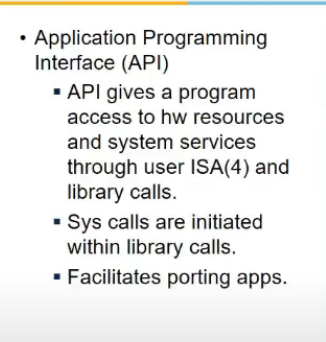 • Application Programming
Interface (API)
▪ API gives a program
access to hw resources
and system services
through user ISA(4) and
library calls.
▪ Sys calls are initiated
within library calls.
▪ Facilitates porting apps.